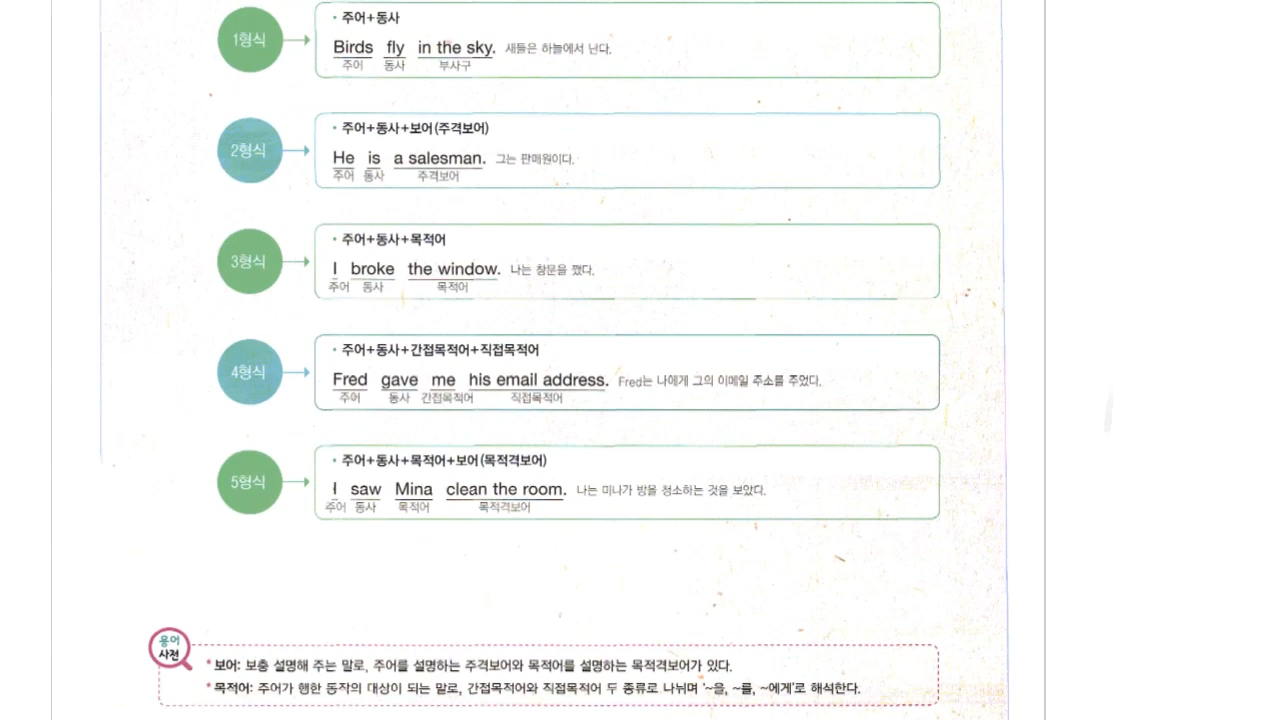 1형식
• 주어+동사
Birds fly in the sky. 새들은 하늘에서 난다.
주어 동사 부사구
2형식
• 주어+동사+보어(주격보어)
He is a salesman. 그는 판매원이다.
주어 동사 주격보어
3형식
• 주어+동사+목적어
I broke the window. 나는 창문을 깼다.
주어 동사 목적어
4형식
• 주어+동사+간접목적어+직접목적어
Fred gave me his email address. Fred는 나에게 그의 이메일 주소를 주었다.
주어 동사 간접목적어 직접목적어
5형식
• 주어+동사+목적어+보어(목적격보어)
I saw Mina clean the room. 나는 미나가 방을 청소하는 것을 보았다.
주어 동사 목적어 목적격보어
용어
사전
*보어: 보충 설명해 주는 말로, 주어를 설명하는 주격보어와 목적어를 설명하는 목적격보어가 있다.
*목적어: 주어가 행한 동작의 대상이 되는 말로, 간접목적어와 직접목적어 두 종류로 나뉘며 '~을, ~를, ~에게'로 해석한다.